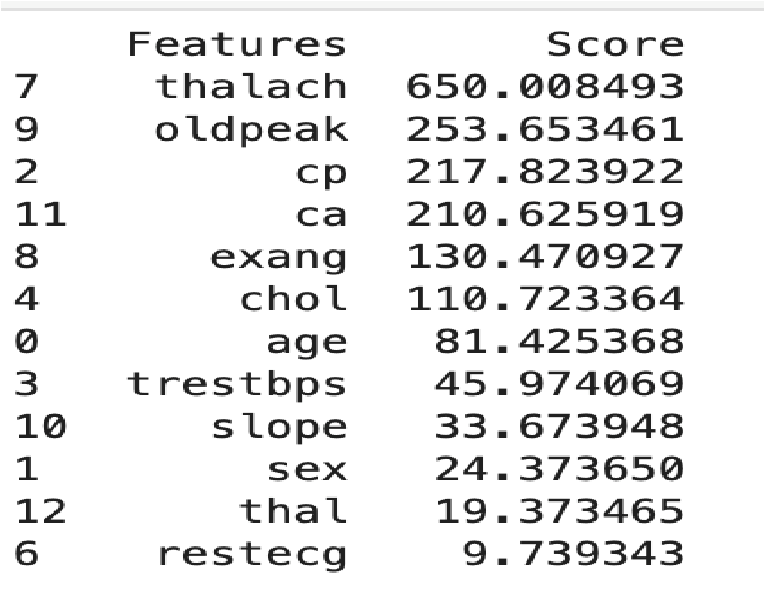 Features Score
7 thalach 650.008493
9 oldpeak 253.653461
2 cp 217.823922
11 ca 210.625919
8 exang 130.470927
4 chol 110.723364
0 age 81.425368
3 trestbps 45.974069
10 slope 33.673948
1 sex 24.373650
12 thal 19.373465
6 restecg 9.739343